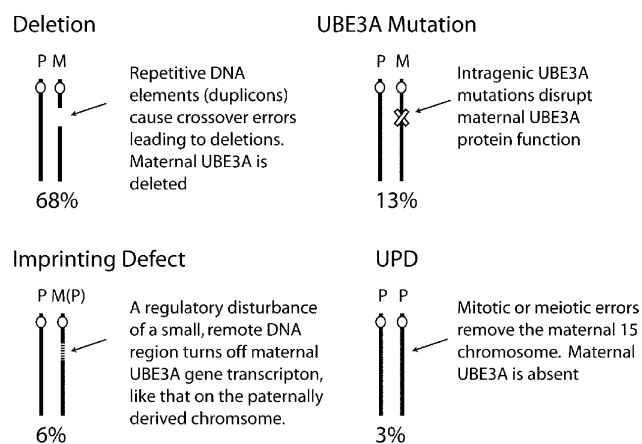 Deletion
P M
Repetitive DNA
elements (duplicons)
cause crossover errors
leading to deletions.
Maternal UBE3A is
deleted
68%
UBE3A Mutation
P M
Intragenic UBE3A
mutations disrupt
maternal UBE3A
protein function
13%
Imprinting Defect
P M(P)
A regulatory disturbance
of a small, remote DNA
region turns off maternal
UBE3A gene transcripton,
like that on the paternally
derived chromsome.
6%
UPD
P P
Mitotic or meiotic errors
remove the maternal 15
chromosome. Maternal
UBE3A is absent
3%